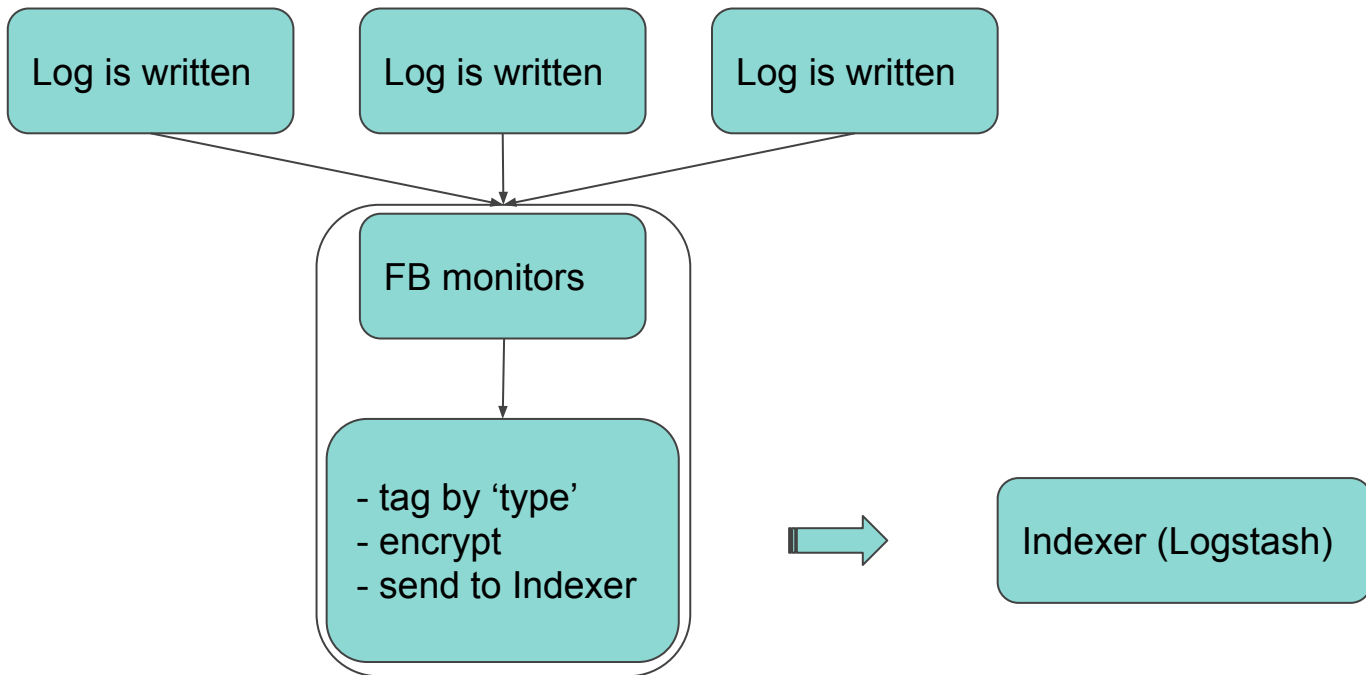 Log is written
Log is written
Log is written
FB monitors
- tag by ‘type’
- encrypt
- send to Indexer
Indexer (Logstash)